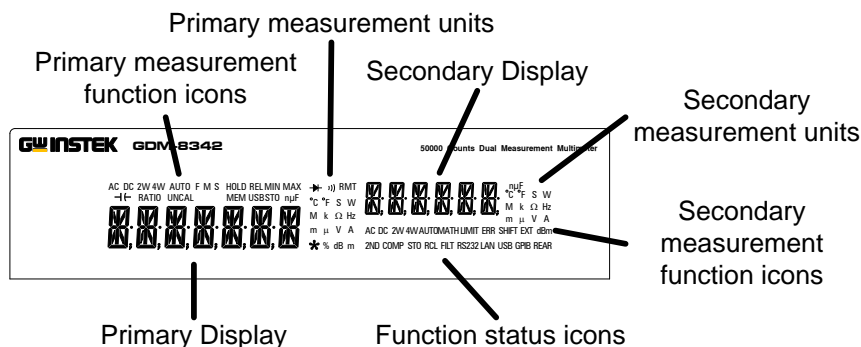 Primary measurement units
Primary measurement
function icons
Secondary Display
Secondary
measurement units
GWINSTEK GDM-8342
50000 Counts Dual Measurement Multimeter
AC DC 2W 4W AUTO F M S HOLD REL MIN MAX
RATIO UNCAL MEM USB STO nµF
RMT
°C °F S W
M k Ω Hz
m µ V A
% dB m
nµF
°C °F S W
M k Ω Hz
m µ V A
AC DC 2W 4W AUTO MATH LIMIT ERR SHIFT EXT dBm
2ND COMP STO RCL FILT RS232 LAN USB GPIB REAR
Secondary
measurement
function icons
Primary Display
Function status icons